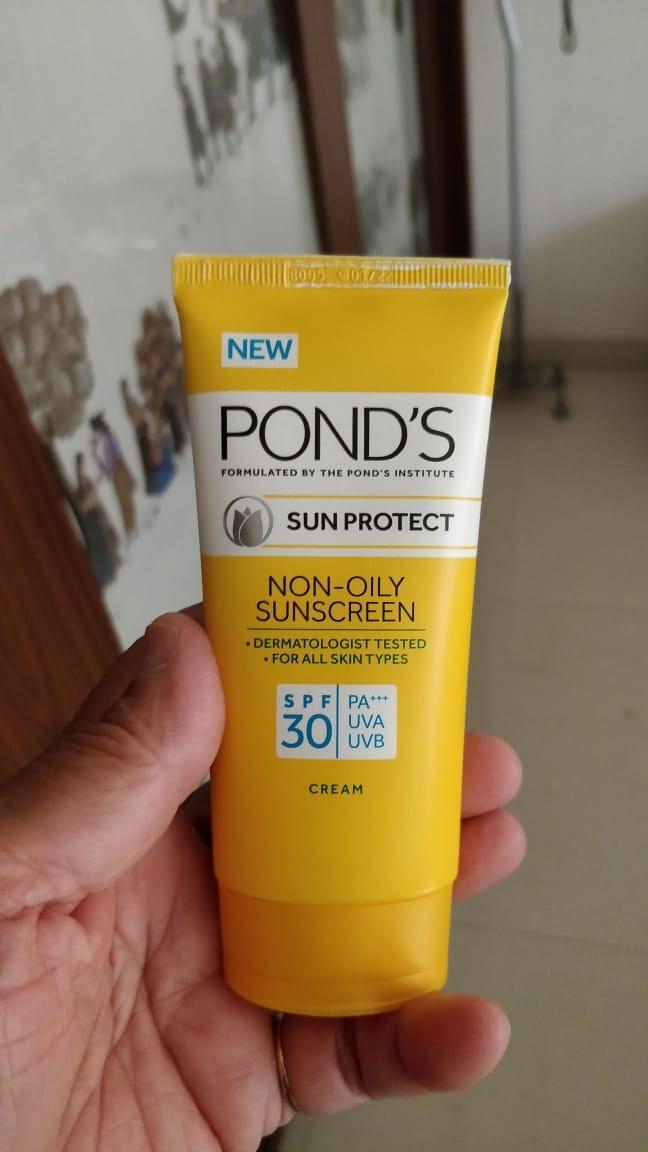 NEW
POND'S
FORMULATED BY THE POND'S INSTITUTE
SUN PROTECT
NON-OILY
SUNSCREEN
• DERMATOLOGIST TESTED
• FOR ALL SKIN TYPES
SPF 30
PA+++
UVA
UVB
CREAM